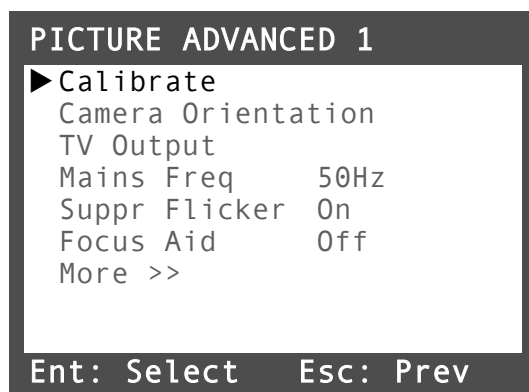 PICTURE ADVANCED 1
▶Calibrate
Camera Orientation
TV Output
Mains Freq 50Hz
Suppr Flicker On
Focus Aid Off
More >>
Ent: Select Esc: Prev